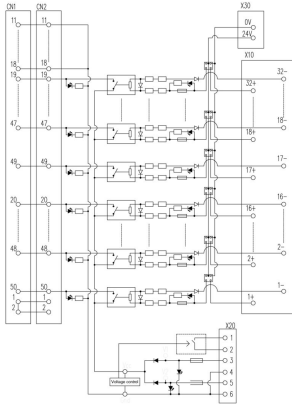 CN1 CN2 X30
11 11 0V
24V
X10
18 18
19 19 32-
32+
47 47 18-
18+
49 49 17-
17+
20 20 16-
16+
48 48 2-
2+
50 50 1-
1 1 1+
2 2
X20
1
2
3
4
Voltage control 5
6